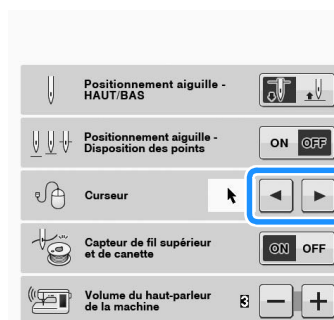 Positionnement aiguille -
HAUT/BAS
Positionnement aiguille -
Disposition des points
ON OFF
Curseur
Capteur de fil supérieur
et de canette
ON OFF
Volume du haut-parleur
de la machine
3 − +